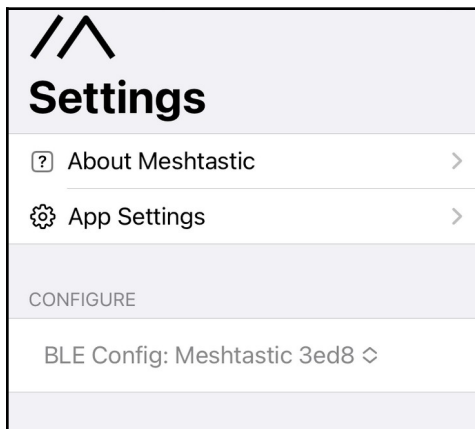 Settings
About Meshtastic
App Settings
CONFIGURE
BLE Config: Meshtastic 3ed8